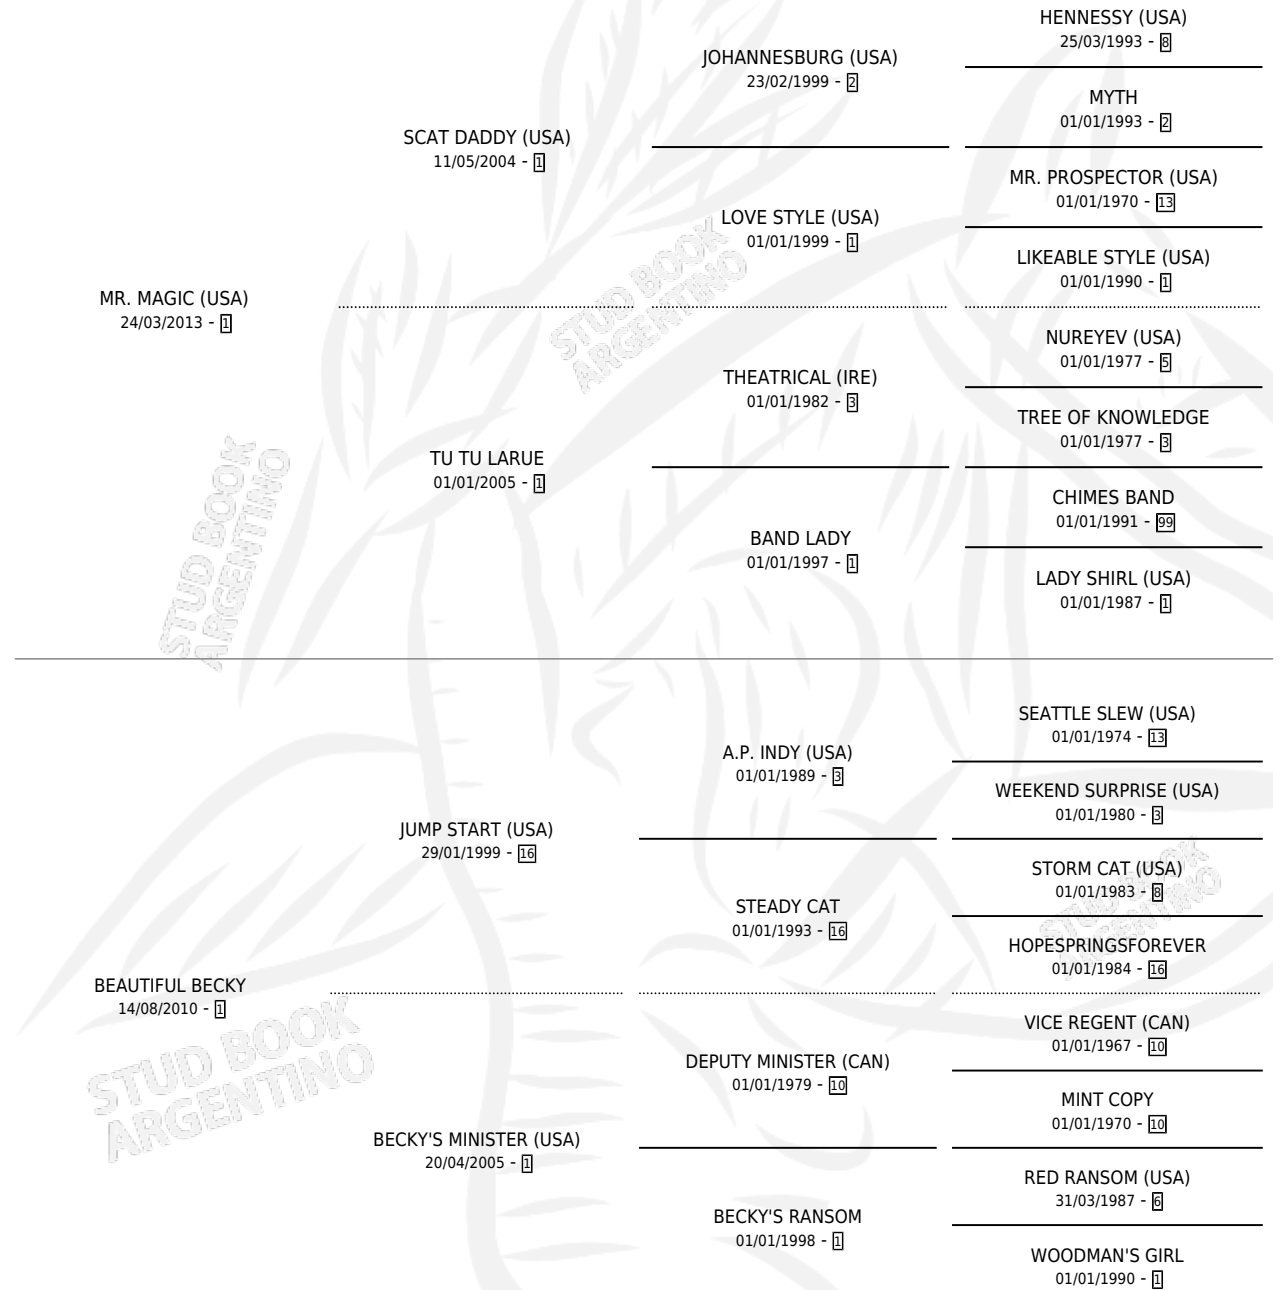 HENNESSY (USA)
25/03/1993 - 8
JOHANNESBURG (USA)
23/02/1999 - 2
MYTH
01/01/1993 - 2
SCAT DADDY (USA)
11/05/2004 - 1
MR. PROSPECTOR (USA)
01/01/1970 - 13
LOVE STYLE (USA)
01/01/1999 - 1
LIKEABLE STYLE (USA)
01/01/1990 - 1
STUD BOOK
ARGENTINO
MR. MAGIC (USA)
24/03/2013 - 1
NUREYEV (USA)
01/01/1977 - 5
THEATRICAL (IRE)
01/01/1982 - 3
TREE OF KNOWLEDGE
01/01/1977 - 3
TU TU LARUE
01/01/2005 - 1
CHIMES BAND
01/01/1991 - 99
BAND LADY
01/01/1997 - 1
LADY SHIRL (USA)
01/01/1987 - 1
STUD BOOK
ARGENTINO
SEATTLE SLEW (USA)
01/01/1974 - 13
A.P. INDY (USA)
01/01/1989 - 3
WEEKEND SURPRISE (USA)
01/01/1980 - 3
JUMP START (USA)
29/01/1999 - 16
STORM CAT (USA)
01/01/1983 - 8
STEADY CAT
01/01/1993 - 16
HOPESPRINGSFOREVER
01/01/1984 - 16
STUD BOOK
ARGENTINO
BEAUTIFUL BECKY
14/08/2010 - 1
VICE REGENT (CAN)
01/01/1967 - 10
DEPUTY MINISTER (CAN)
01/01/1979 - 10
MINT COPY
01/01/1970 - 10
STUD BOOK
ARGENTINO
BECKY'S MINISTER (USA)
20/04/2005 - 1
RED RANSOM (USA)
31/03/1987 - 6
BECKY'S RANSOM
01/01/1998 - 1
WOODMAN'S GIRL
01/01/1990 - 1